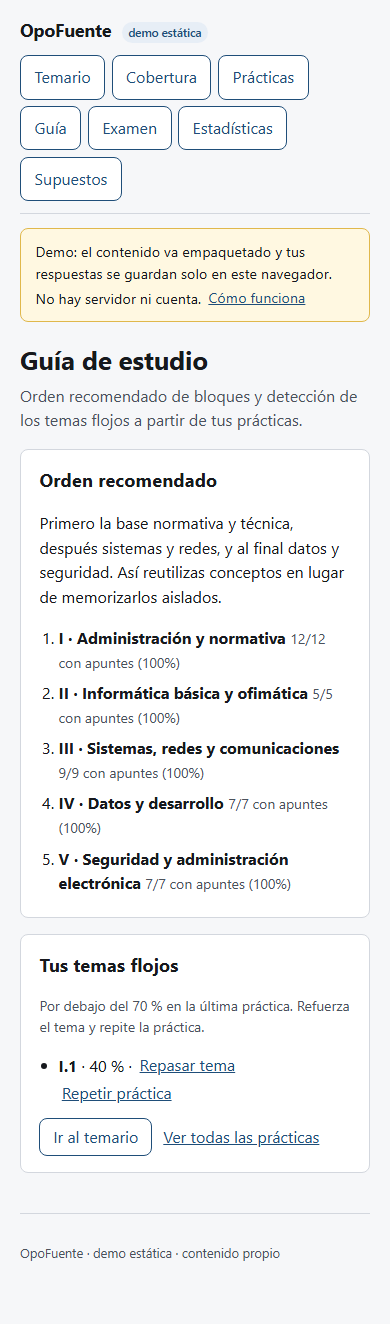 OpoFuente demo estática
Temario Cobertura Prácticas
Guía Examen Estadísticas
Supuestos
Demo: el contenido va empaquetado y tus
respuestas se guardan solo en este navegador.
No hay servidor ni cuenta. Cómo funciona
Guía de estudio
Orden recomendado de bloques y detección de
los temas flojos a partir de tus prácticas.
Orden recomendado
Primero la base normativa y técnica,
después sistemas y redes, y al final datos y
seguridad. Así reutilizas conceptos en lugar
de memorizarlos aislados.
1. I · Administración y normativa 12/12
con apuntes (100%)
2. II · Informática básica y ofimática 5/5
con apuntes (100%)
3. III · Sistemas, redes y comunicaciones
9/9 con apuntes (100%)
4. IV · Datos y desarrollo 7/7 con apuntes
(100%)
5. V · Seguridad y administración
electrónica 7/7 con apuntes (100%)
Tus temas flojos
Por debajo del 70 % en la última práctica. Refuerza
el tema y repite la práctica.
• I.1 · 40 % · Repasar tema
Repetir práctica
Ir al temario Ver todas las prácticas
OpoFuente · demo estática · contenido propio